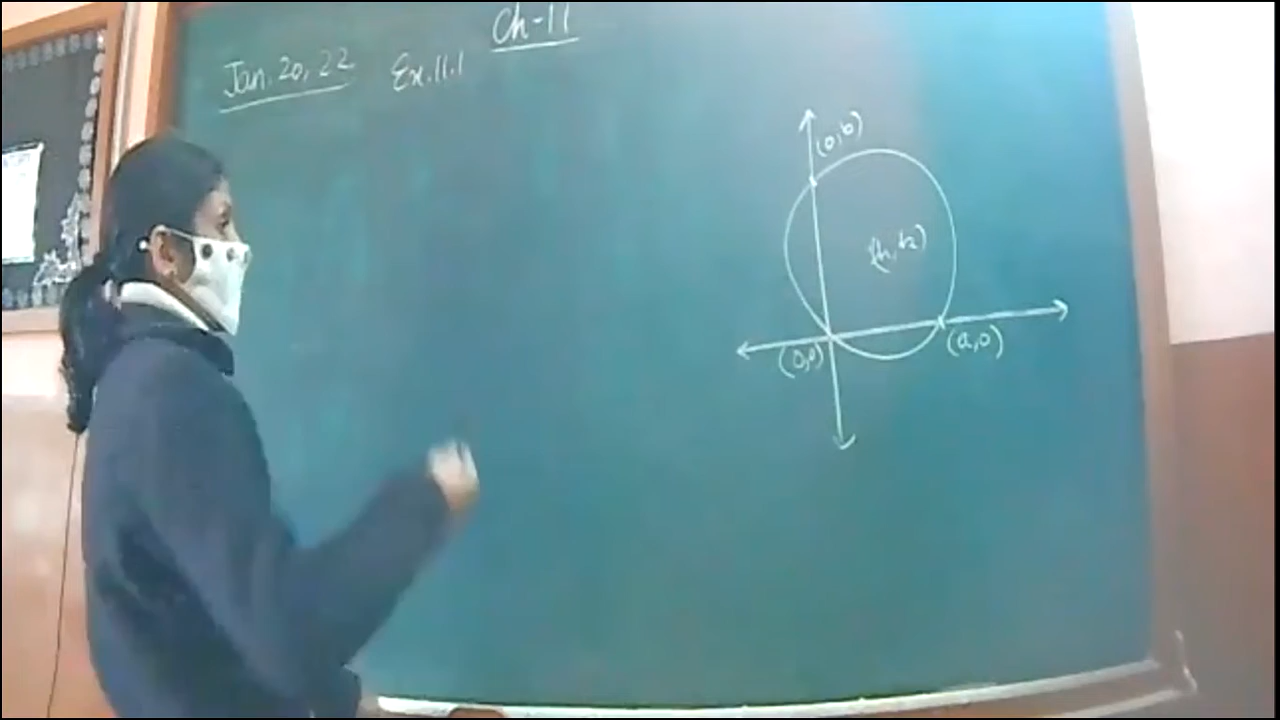 Ch-11
Jan. 20, 22 Ex.11.1
(0,b)
(h,k)
(0,0)
(a,0)